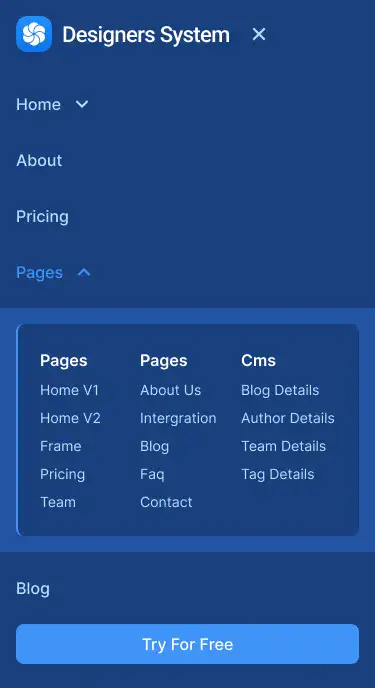 Designers System
Home
About
Pricing
Pages
Pages
Home V1
Home V2
Frame
Pricing
Team
Pages
About Us
Intergration
Blog
Faq
Contact
Cms
Blog Details
Author Details
Team Details
Tag Details
Blog
Try For Free